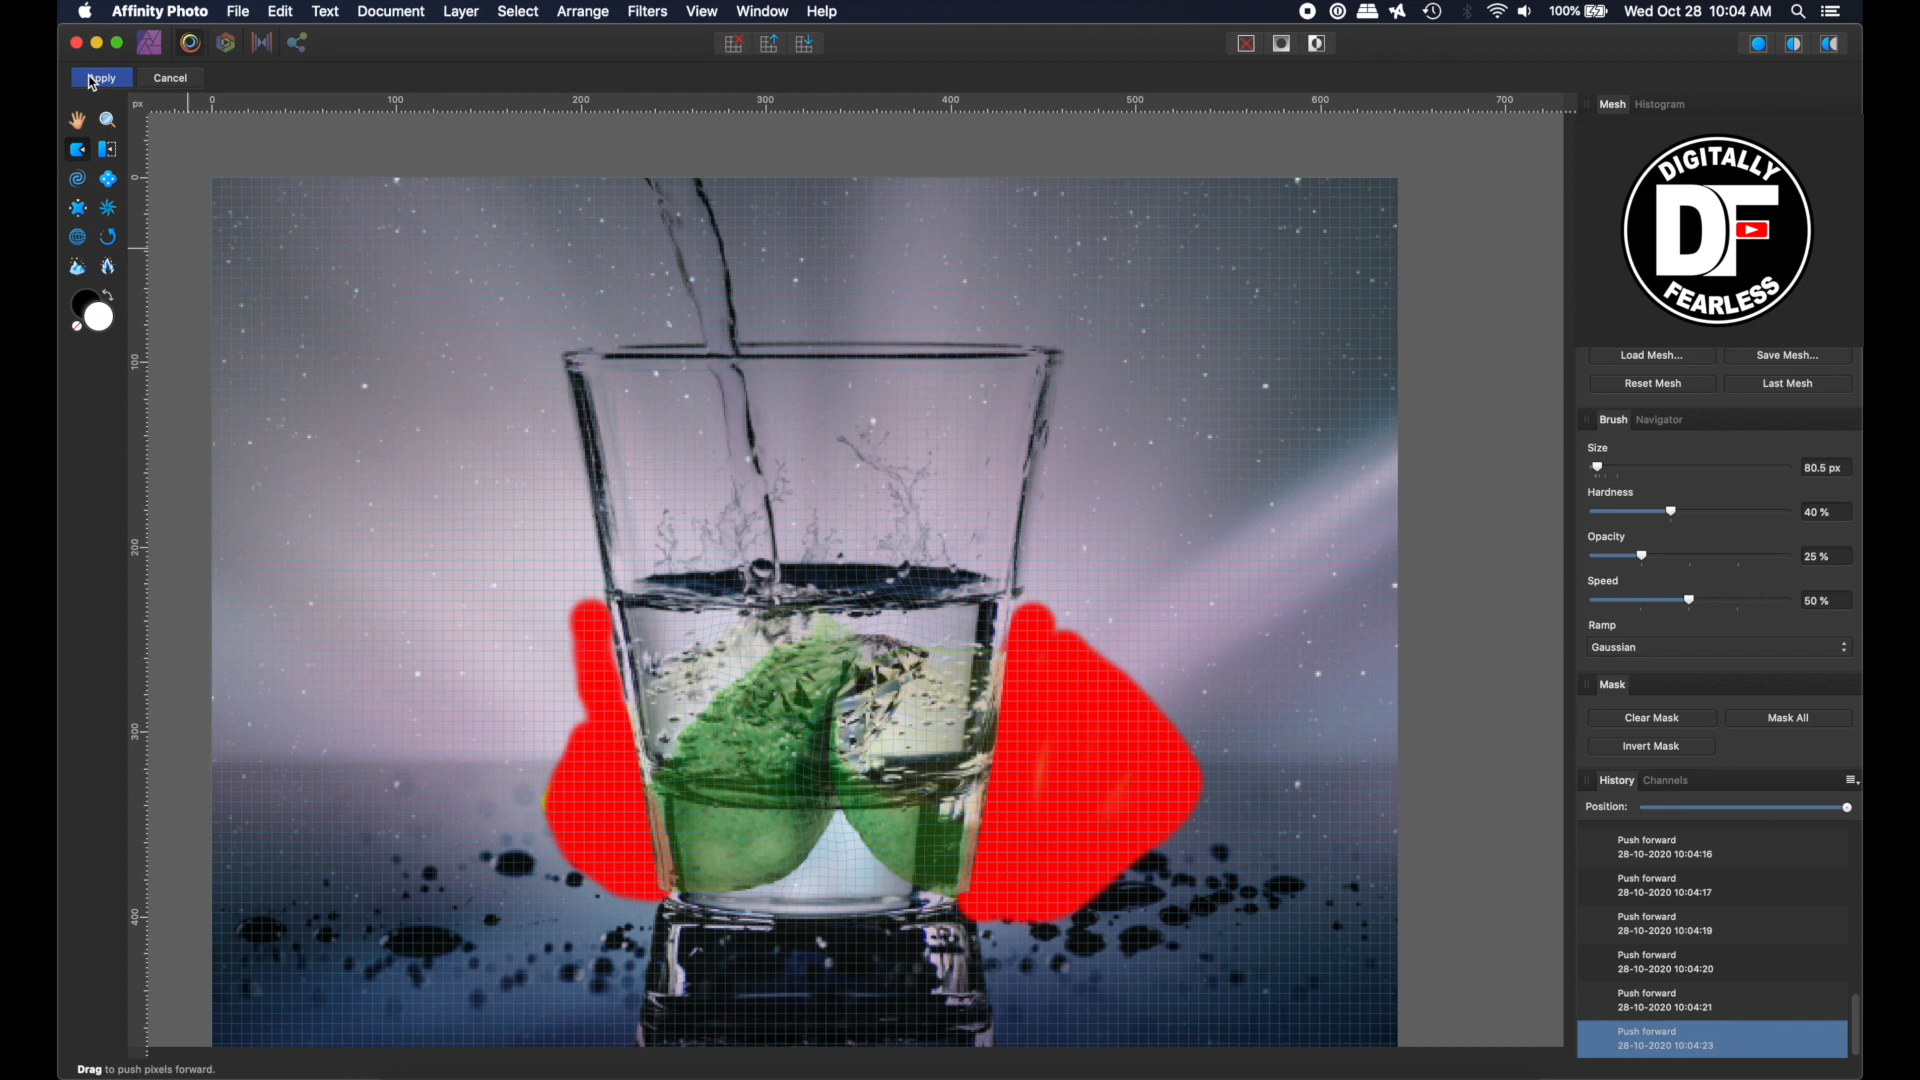 Affinity Photo File Edit Text Document Layer Select Arrange Filters View Window Help 100% Wed Oct 28 10:04 AM
Apply Cancel
px 0 100 200 300 400 500 600 700
0
100
200
300
400
Mesh Histogram
DIGITALLY
DF
FEARLESS
Load Mesh... Save Mesh...
Reset Mesh Last Mesh
Brush Navigator
Size
80.5 px
Hardness
40 %
Opacity
25 %
Speed
50 %
Ramp
Gaussian
Mask
Clear Mask Mask All
Invert Mask
History Channels
Position:
Push forward
28-10-2020 10:04:16
Push forward
28-10-2020 10:04:17
Push forward
28-10-2020 10:04:19
Push forward
28-10-2020 10:04:20
Push forward
28-10-2020 10:04:21
Push forward
28-10-2020 10:04:23
Drag to push pixels forward.